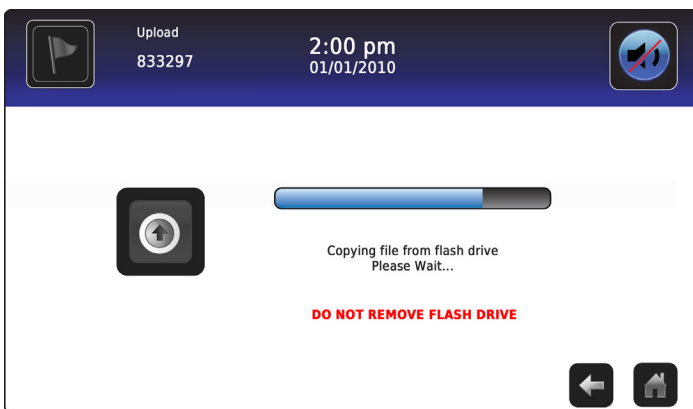 Upload
833297
2:00 pm
01/01/2010
Copying file from flash drive
Please Wait...
DO NOT REMOVE FLASH DRIVE